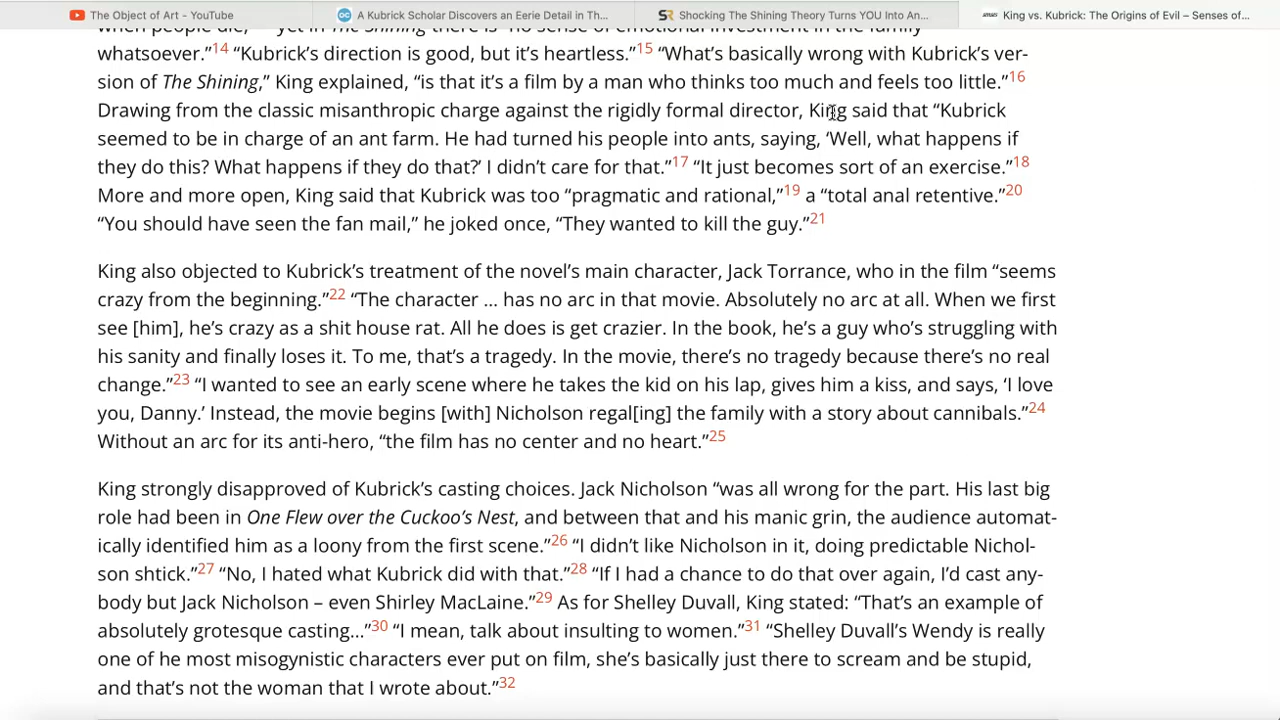 The Object of Art – YouTube
A Kubrick Scholar Discovers an Eerie Detail in Th...
Shocking The Shining Theory Turns YOU Into An...
King vs. Kubrick: The Origins of Evil – Senses of...
when people die,” yet in The Shining there is “no sense of emotional investment in the family
whatsoever.”14 “Kubrick’s direction is good, but it’s heartless.”15 “What’s basically wrong with Kubrick’s ver-
sion of The Shining,” King explained, “is that it’s a film by a man who thinks too much and feels too little.”16
Drawing from the classic misanthropic charge against the rigidly formal director, King said that “Kubrick
seemed to be in charge of an ant farm. He had turned his people into ants, saying, ‘Well, what happens if
they do this? What happens if they do that?’ I didn’t care for that.”17 “It just becomes sort of an exercise.”18
More and more open, King said that Kubrick was too “pragmatic and rational,”19 a “total anal retentive.”20
“You should have seen the fan mail,” he joked once, “They wanted to kill the guy.”21
King also objected to Kubrick’s treatment of the novel’s main character, Jack Torrance, who in the film “seems
crazy from the beginning.”22 “The character … has no arc in that movie. Absolutely no arc at all. When we first
see [him], he’s crazy as a shit house rat. All he does is get crazier. In the book, he’s a guy who’s struggling with
his sanity and finally loses it. To me, that’s a tragedy. In the movie, there’s no tragedy because there’s no real
change.”23 “I wanted to see an early scene where he takes the kid on his lap, gives him a kiss, and says, ‘I love
you, Danny.’ Instead, the movie begins [with] Nicholson regal[ing] the family with a story about cannibals.”24
Without an arc for its anti-hero, “the film has no center and no heart.”25
King strongly disapproved of Kubrick’s casting choices. Jack Nicholson “was all wrong for the part. His last big
role had been in One Flew over the Cuckoo’s Nest, and between that and his manic grin, the audience automat-
ically identified him as a loony from the first scene.”26 “I didn’t like Nicholson in it, doing predictable Nichol-
son shtick.”27 “No, I hated what Kubrick did with that.”28 “If I had a chance to do that over again, I’d cast any-
body but Jack Nicholson – even Shirley MacLaine.”29 As for Shelley Duvall, King stated: “That’s an example of
absolutely grotesque casting…”30 “I mean, talk about insulting to women.”31 “Shelley Duvall’s Wendy is really
one of he most misogynistic characters ever put on film, she’s basically just there to scream and be stupid,
and that’s not the woman that I wrote about.”32